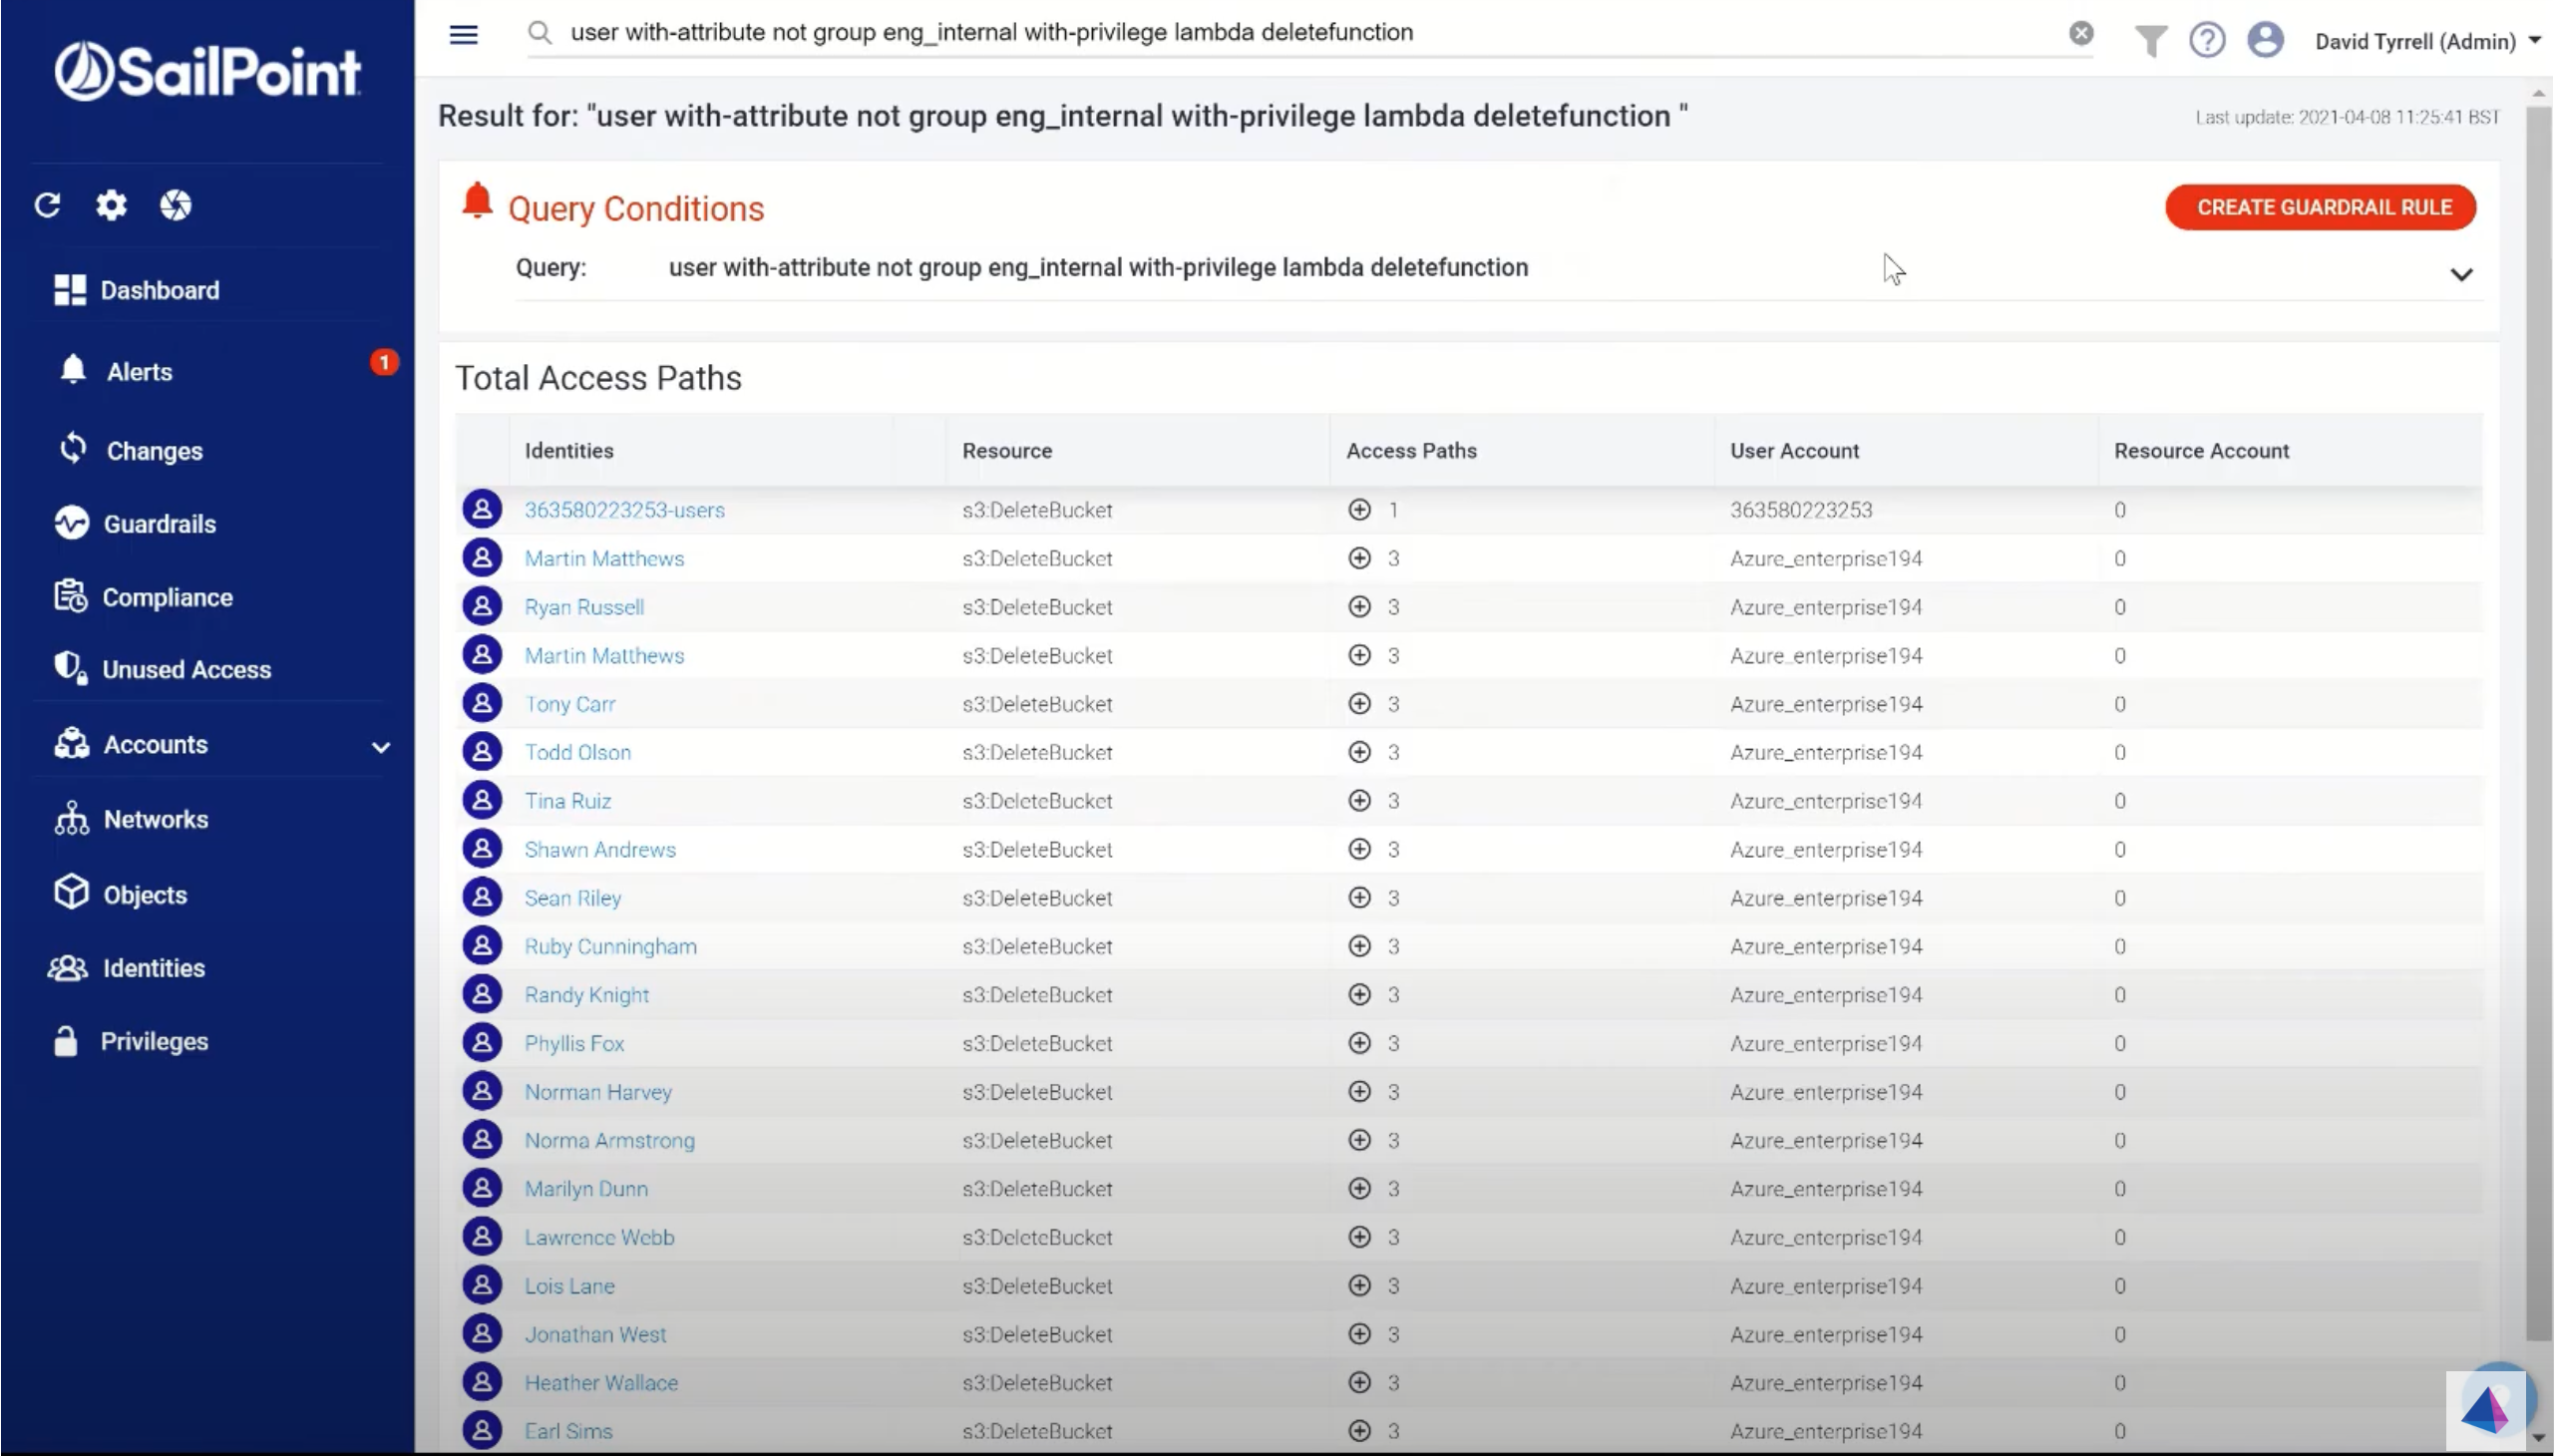 SailPoint
user with-attribute not group eng_internal with-privilege lambda deletefunction
David Tyrrell (Admin)
Result for: "user with-attribute not group eng_internal with-privilege lambda deletefunction "
Last update: 2021-04-08 11:25:41 BST
Query Conditions
CREATE GUARDRAIL RULE
Query: user with-attribute not group eng_internal with-privilege lambda deletefunction
Dashboard
Alerts 1
Changes
Guardrails
Compliance
Unused Access
Accounts
Networks
Objects
Identities
Privileges
Total Access Paths
Identities Resource Access Paths User Account Resource Account
363580223253-users s3:DeleteBucket 1 363580223253 0
Martin Matthews s3:DeleteBucket 3 Azure_enterprise194 0
Ryan Russell s3:DeleteBucket 3 Azure_enterprise194 0
Martin Matthews s3:DeleteBucket 3 Azure_enterprise194 0
Tony Carr s3:DeleteBucket 3 Azure_enterprise194 0
Todd Olson s3:DeleteBucket 3 Azure_enterprise194 0
Tina Ruiz s3:DeleteBucket 3 Azure_enterprise194 0
Shawn Andrews s3:DeleteBucket 3 Azure_enterprise194 0
Sean Riley s3:DeleteBucket 3 Azure_enterprise194 0
Ruby Cunningham s3:DeleteBucket 3 Azure_enterprise194 0
Randy Knight s3:DeleteBucket 3 Azure_enterprise194 0
Phyllis Fox s3:DeleteBucket 3 Azure_enterprise194 0
Norman Harvey s3:DeleteBucket 3 Azure_enterprise194 0
Norma Armstrong s3:DeleteBucket 3 Azure_enterprise194 0
Marilyn Dunn s3:DeleteBucket 3 Azure_enterprise194 0
Lawrence Webb s3:DeleteBucket 3 Azure_enterprise194 0
Lois Lane s3:DeleteBucket 3 Azure_enterprise194 0
Jonathan West s3:DeleteBucket 3 Azure_enterprise194 0
Heather Wallace s3:DeleteBucket 3 Azure_enterprise194 0
Earl Sims s3:DeleteBucket 3 Azure_enterprise194 0